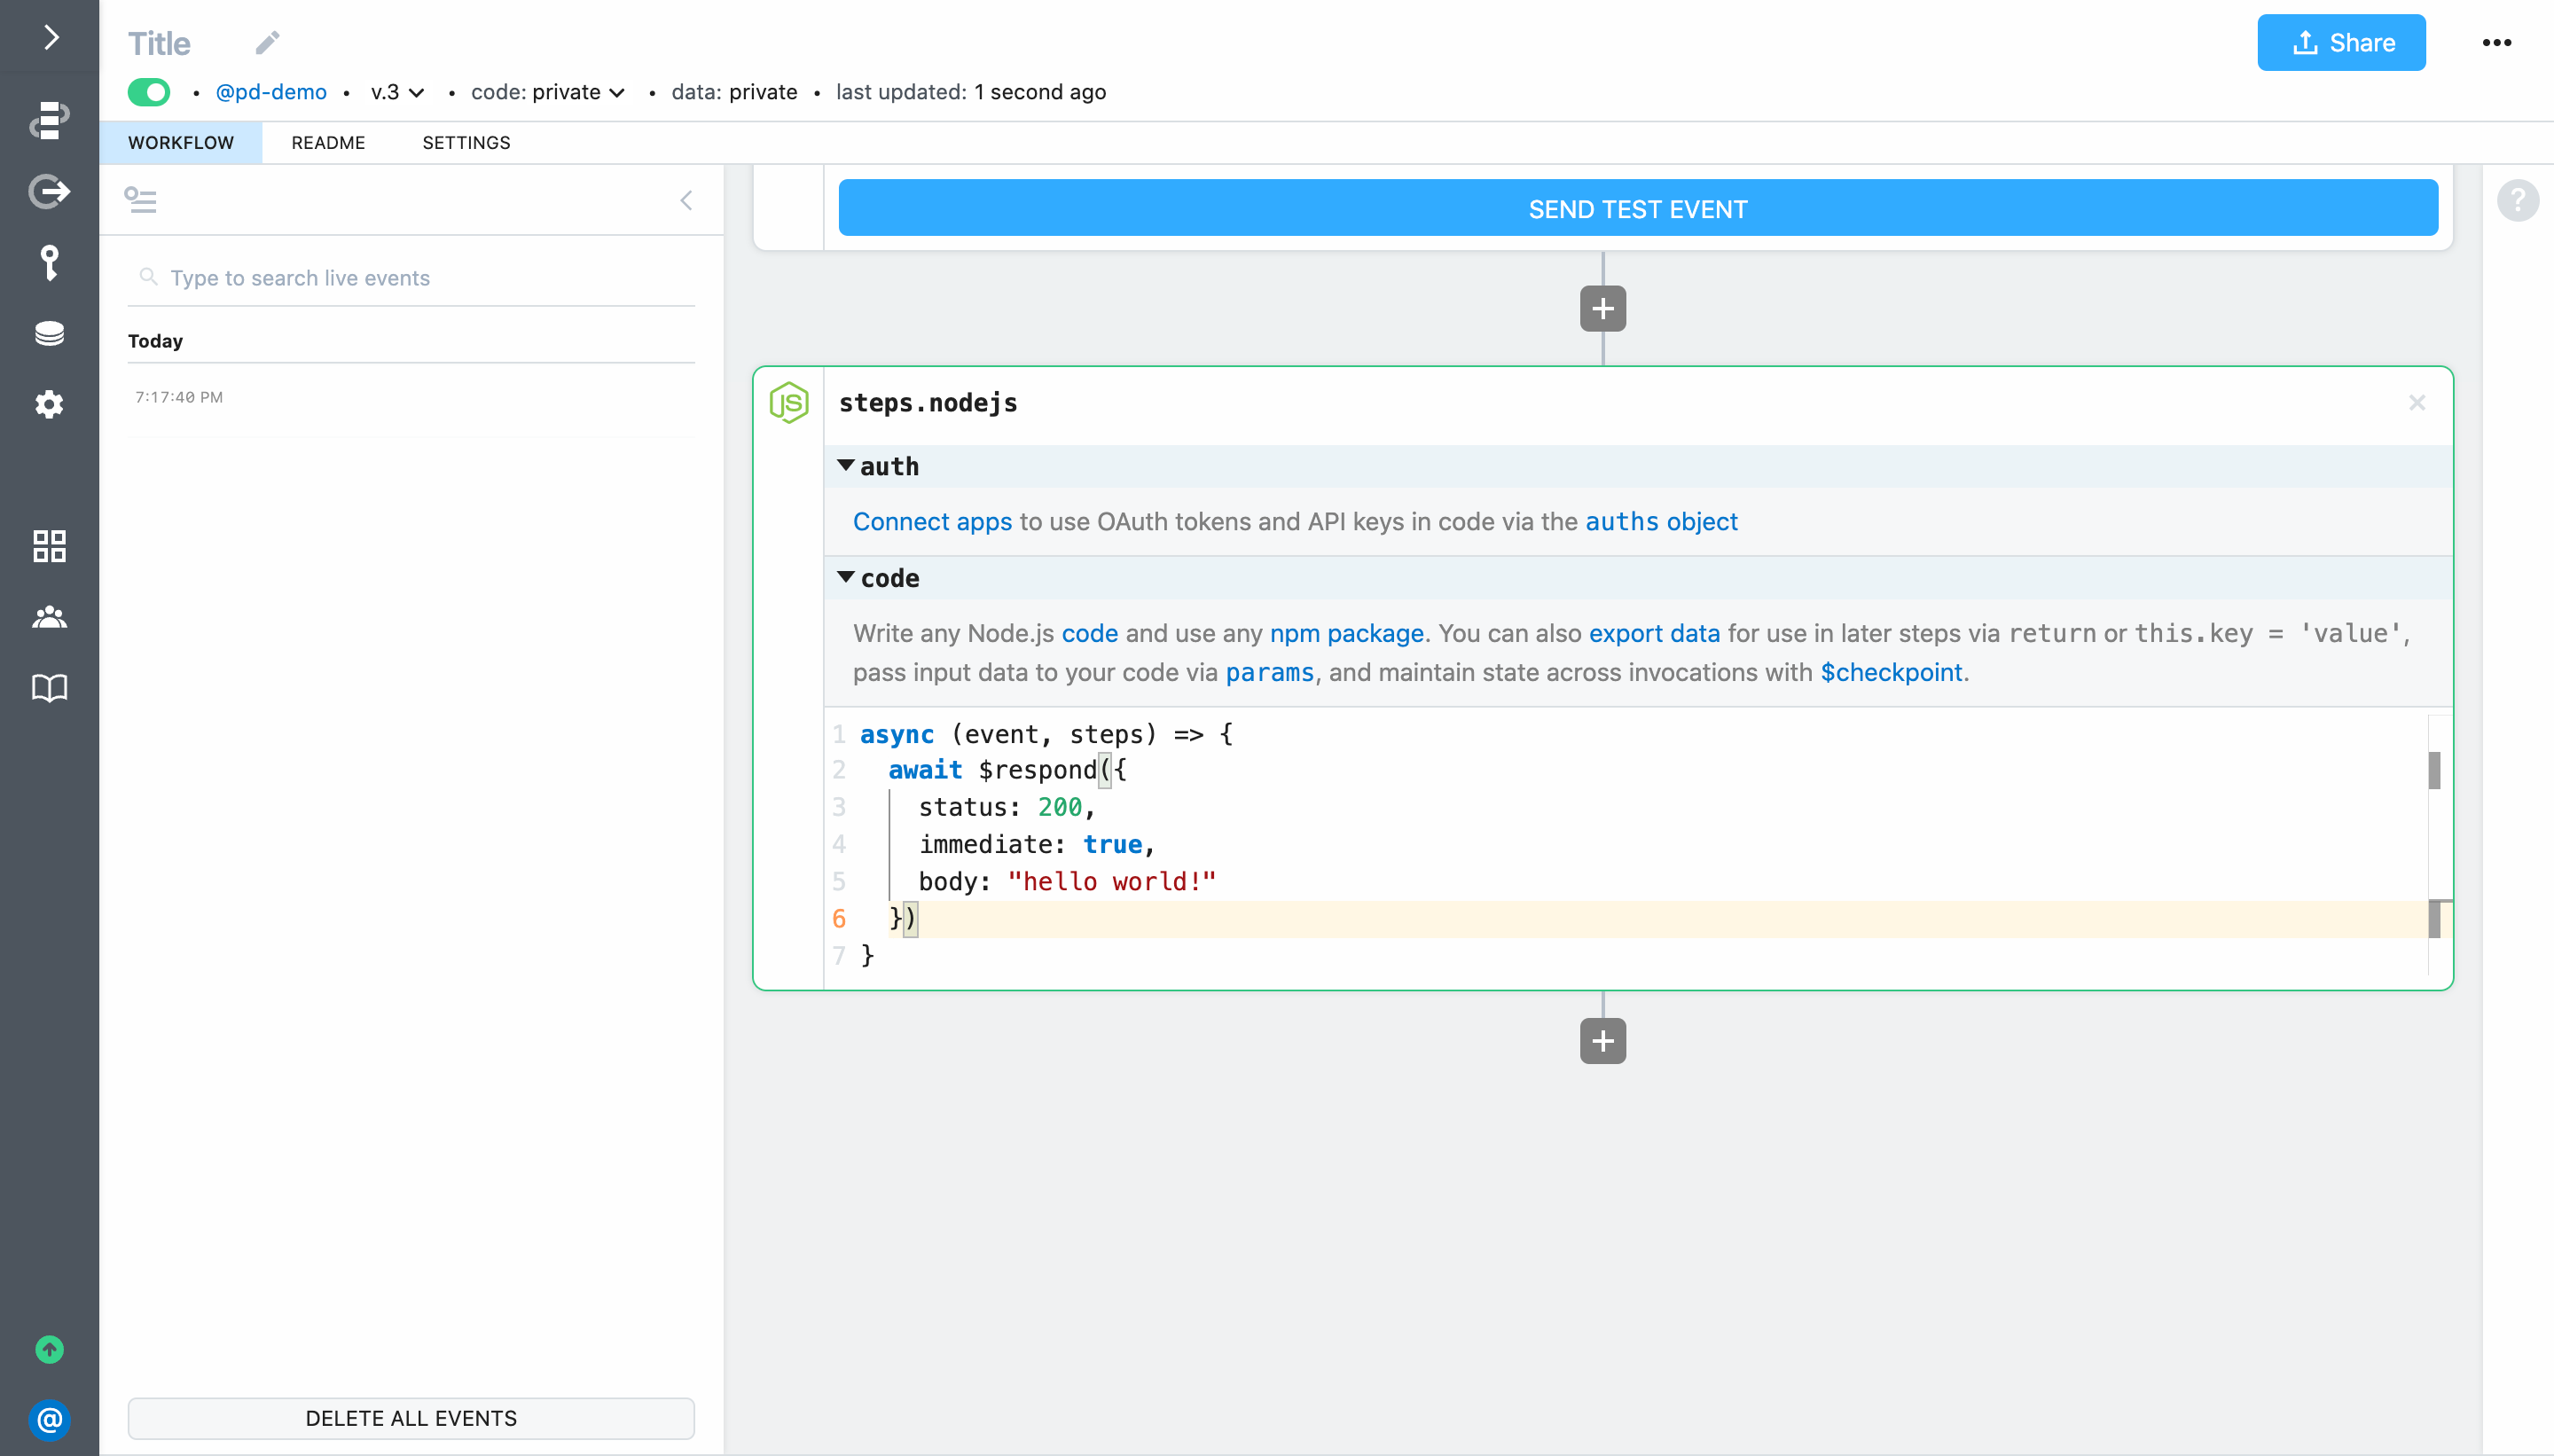 Title
Share
@pd-demo • v.3 • code: private • data: private • last updated: 1 second ago
WORKFLOW README SETTINGS
SEND TEST EVENT
?
Type to search live events
Today
7:17:40 PM
JS
steps.nodejs
auth
Connect apps to use OAuth tokens and API keys in code via the auths object
code
Write any Node.js code and use any npm package. You can also export data for use in later steps via return or this.key = 'value',
pass input data to your code via params, and maintain state across invocations with $checkpoint.
1 async (event, steps) => {
2 await $respond({
3 status: 200,
4 immediate: true,
5 body: "hello world!"
6 })
7 }
DELETE ALL EVENTS
@